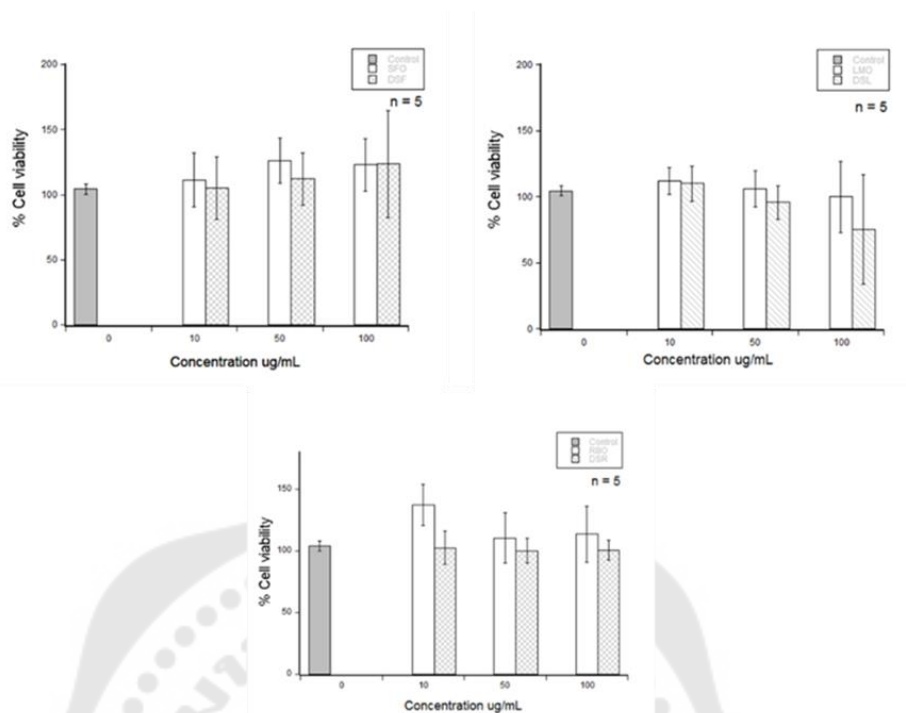 Control
SFO
DSF
n = 5
200
150
100
50
0
% Cell viability
0 10 50 100
Concentration ug/mL
Control
LMO
DSL
n = 5
200
150
100
50
0
% Cell viability
0 10 50 100
Concentration ug/mL
Control
RBO
DSR
n = 5
150
100
50
0
% Cell viability
0 10 50 100
Concentration ug/mL